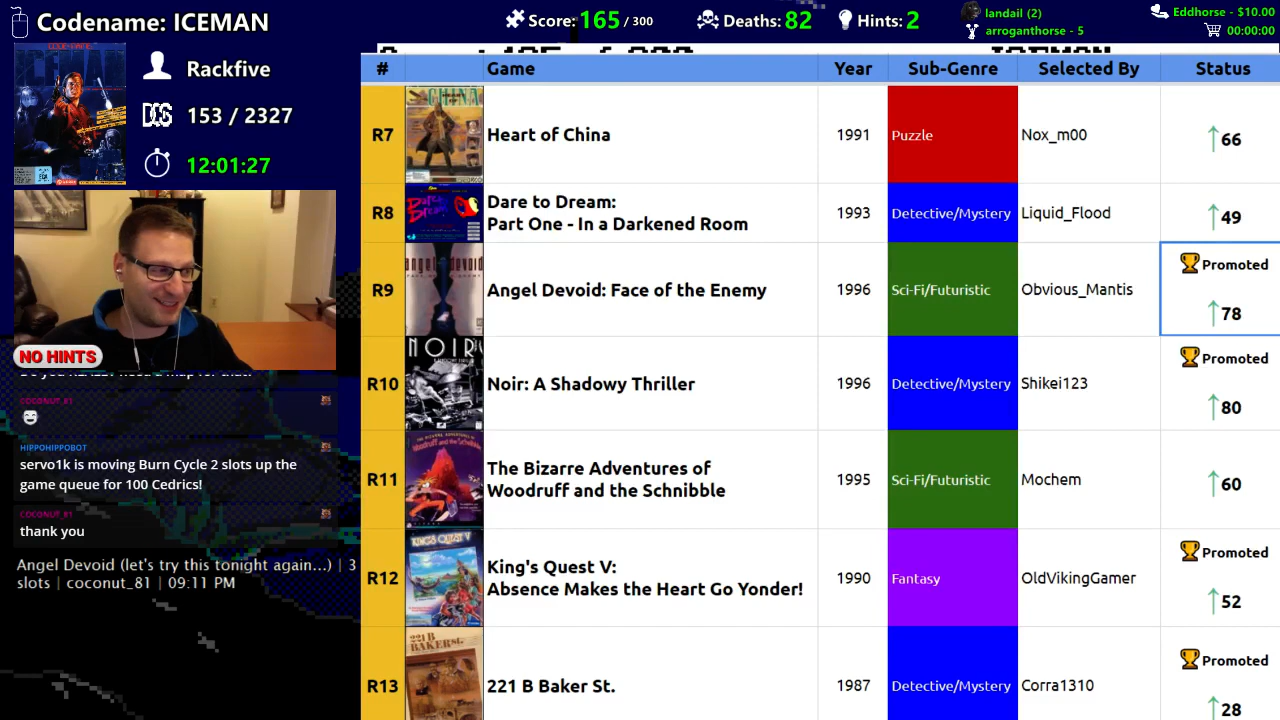 Codename: ICEMAN
Score: 165 / 300
Deaths: 82
Hints: 2
landail (2)
arroganthorse - 5
Eddhorse - $10.00
00:00:00
Rackfive
DOS 153 / 2327
12:01:27
NO HINTS
COCONUT_81
HIPPOHIPPOBOT
servo1k is moving Burn Cycle 2 slots up the
game queue for 100 Cedrics!
COCONUT_81
thank you
Angel Devoid (let's try this tonight again...) | 3
slots | coconut_81 | 09:11 PM
# Game Year Sub-Genre Selected By Status
R7 Heart of China 1991 Puzzle Nox_m00 ↑66
R8 Dare to Dream:
Part One - In a Darkened Room 1993 Detective/Mystery Liquid_Flood ↑49
R9 Angel Devoid: Face of the Enemy 1996 Sci-Fi/Futuristic Obvious_Mantis Promoted
↑78
R10 Noir: A Shadowy Thriller 1996 Detective/Mystery Shikei123 Promoted
↑80
R11 The Bizarre Adventures of
Woodruff and the Schnibble 1995 Sci-Fi/Futuristic Mochem ↑60
R12 King's Quest V:
Absence Makes the Heart Go Yonder! 1990 Fantasy OldVikingGamer Promoted
↑52
R13 221 B Baker St. 1987 Detective/Mystery Corra1310 Promoted
↑28